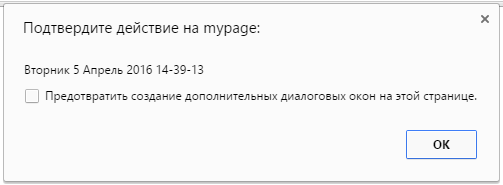 Подтвердите действие на mypage:
Вторник 5 Апрель 2016 14-39-13
Предотвратить создание дополнительных диалоговых окон на этой странице.
ОК